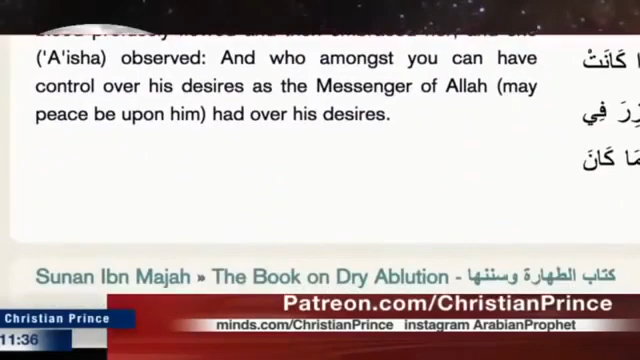 ('A'isha) observed: And who amongst you can have
control over his desires as the Messenger of Allah (may
peace be upon him) had over his desires.
كَانَتْ
فِي
كَانَ
Sunan Ibn Majah » The Book on Dry Ablution - كتاب الطهارة وسننها
Patreon.com/ChristianPrince
Christian Prince
minds.com/ChristianPrince instagram ArabianProphet
11:36